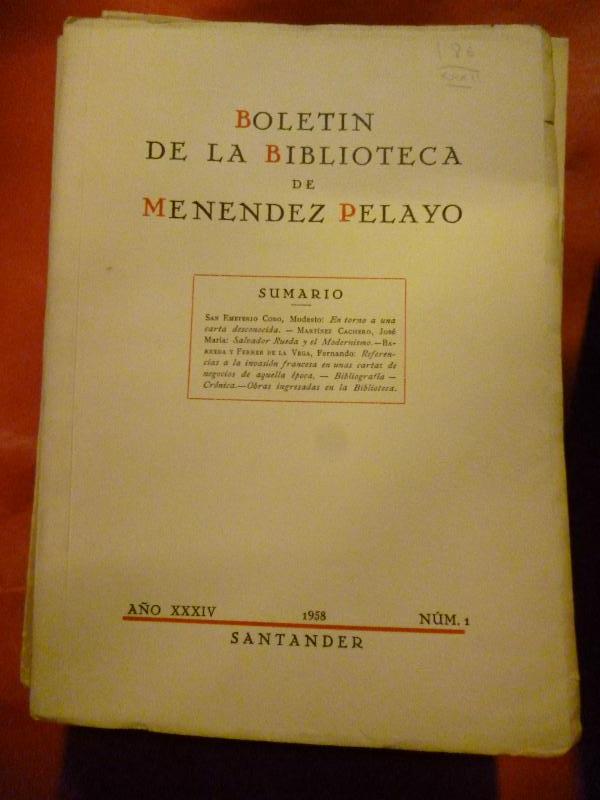 186
XXXI
BOLETIN
DE LA BIBLIOTECA
DE
MENENDEZ PELAYO
SUMARIO
SAN EMETERIO COBO, Modesto: En torno a una
carta desconocida. — MARTÍNEZ CACHERO, José
María: Salvador Rueda y el Modernismo.—BA-
RREDA Y FERRER DE LA VEGA, Fernando: Referen-
cias a la invasión francesa en unas cartas de
negocios de aquella época. — Bibliografía —
Crónica.—Obras ingresadas en la Biblioteca.
AÑO XXXIV 1958 NÚM. 1
SANTANDER